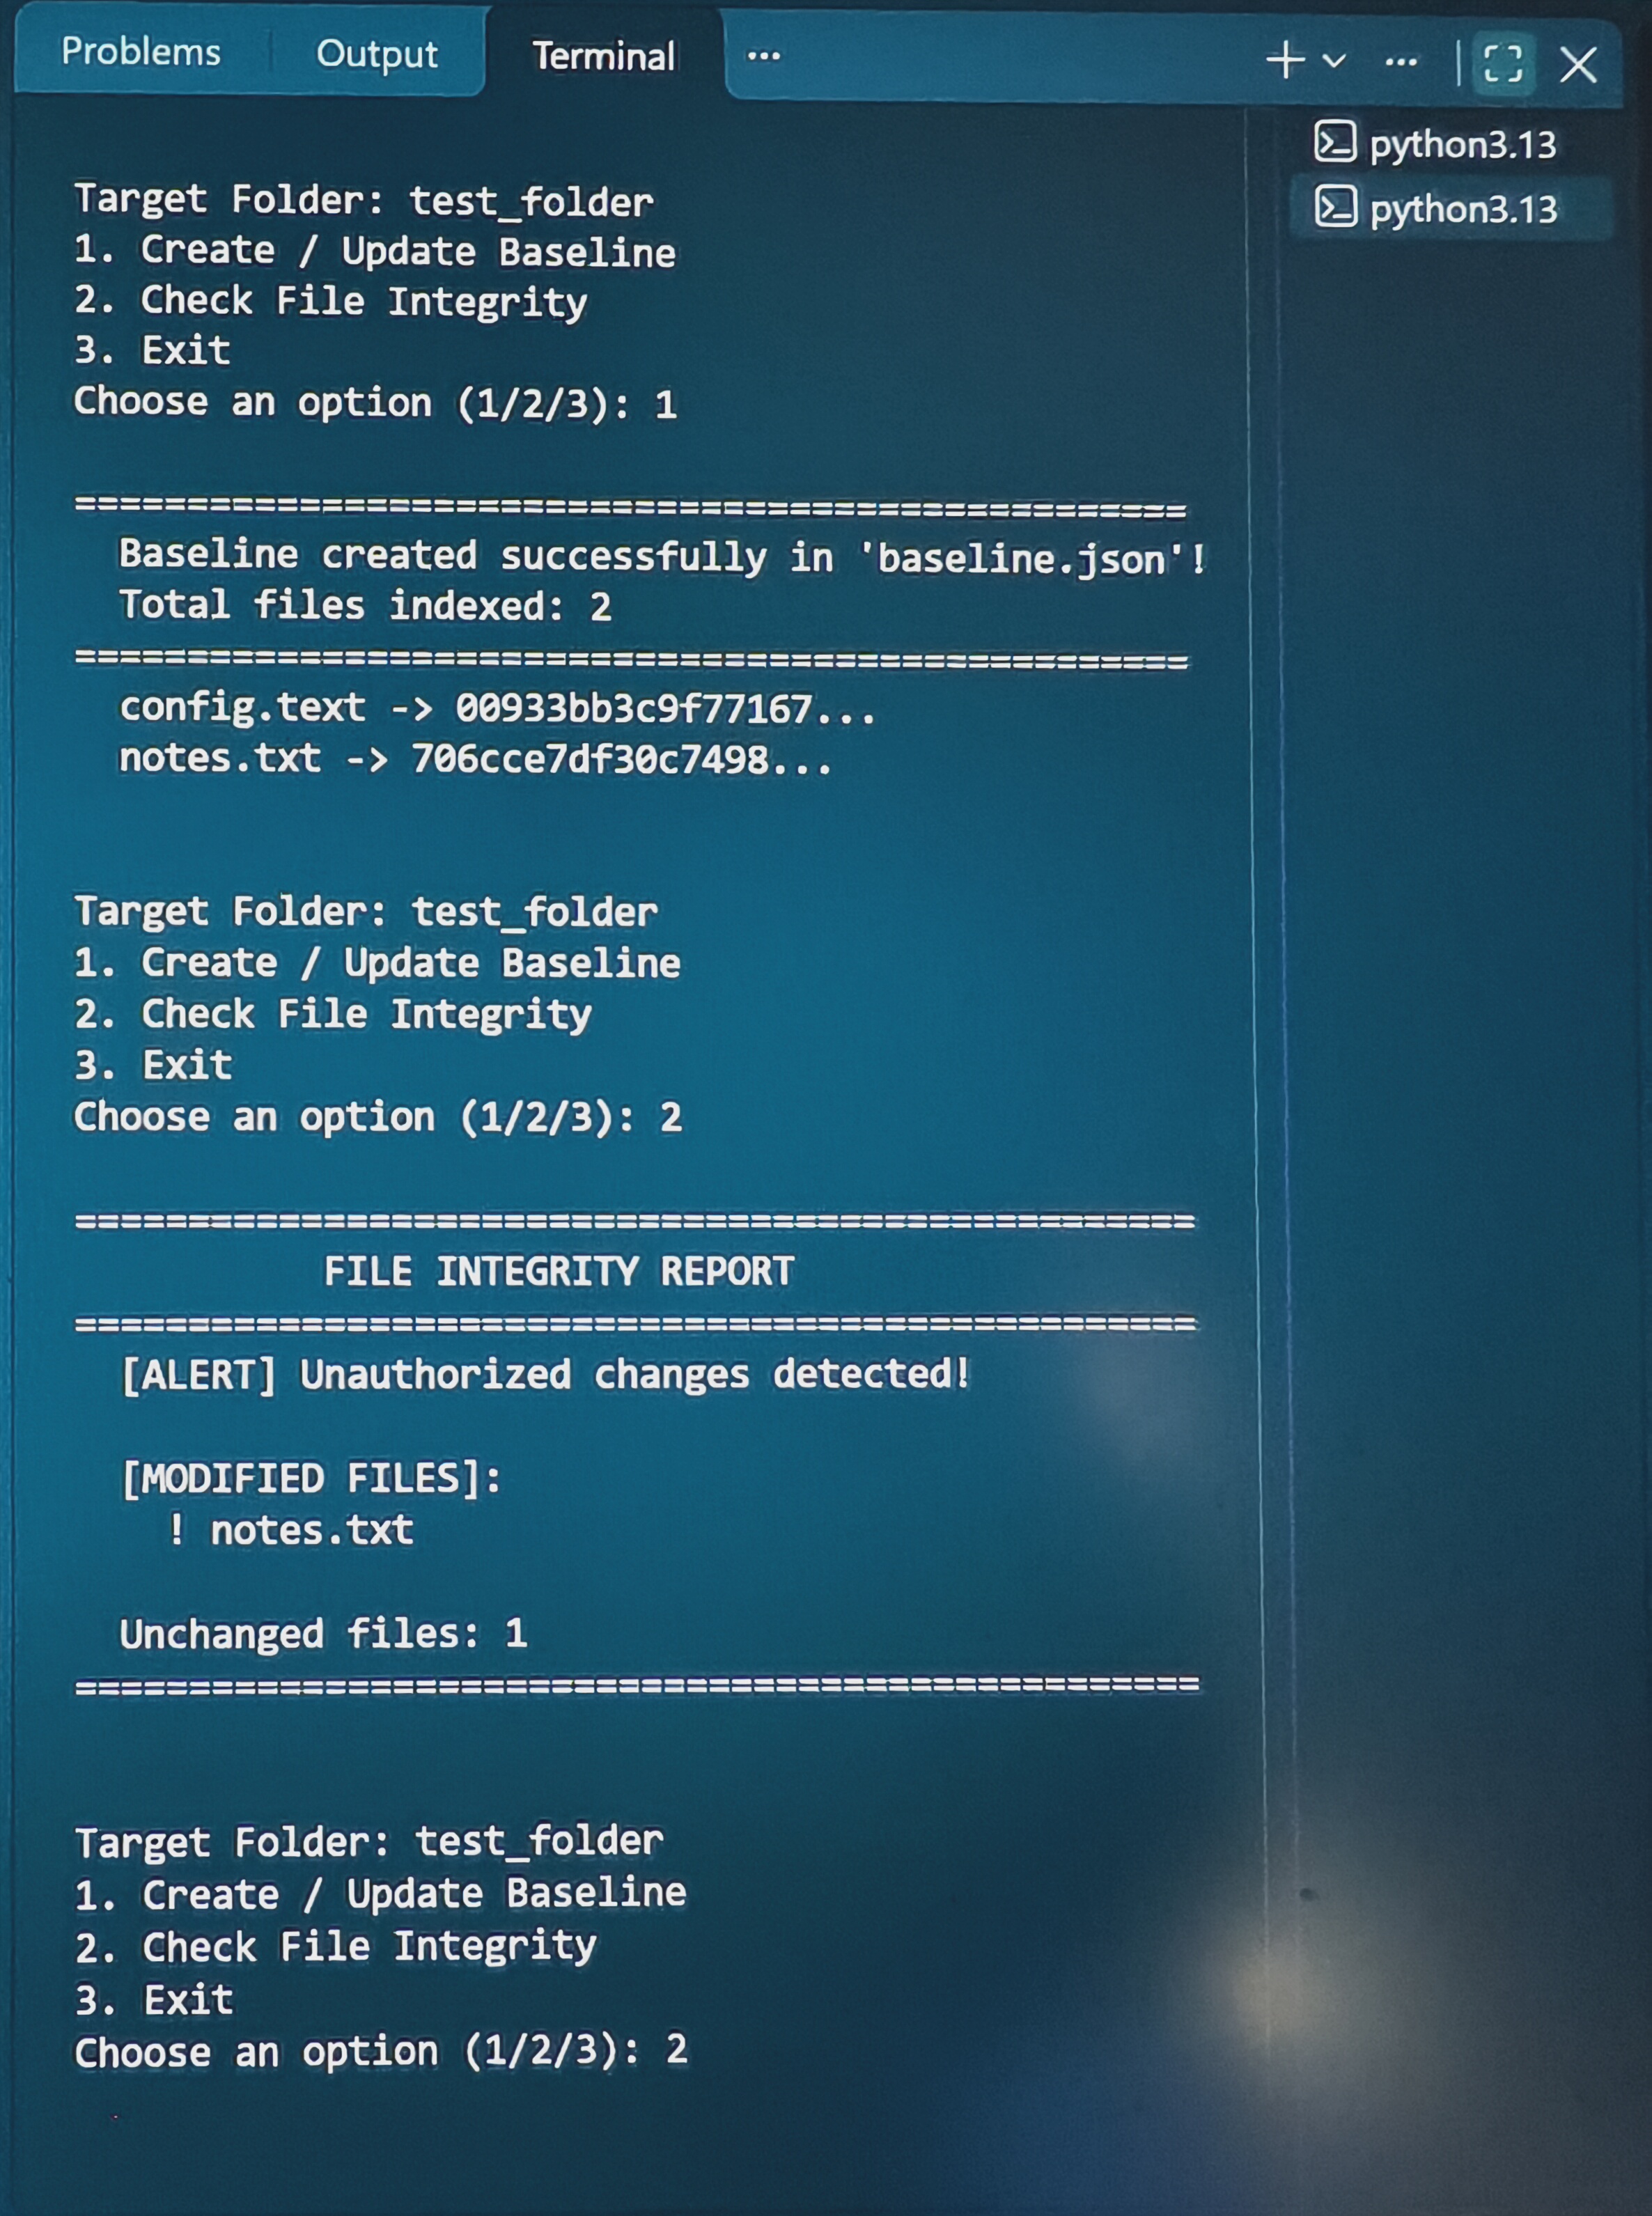 Problems Output Terminal ...
python3.13
python3.13
Target Folder: test_folder
1. Create / Update Baseline
2. Check File Integrity
3. Exit
Choose an option (1/2/3): 1
==================================================
Baseline created successfully in 'baseline.json'!
Total files indexed: 2
==================================================
config.text -> 00933bb3c9f77167...
notes.txt -> 706cce7df30c7498...
Target Folder: test_folder
1. Create / Update Baseline
2. Check File Integrity
3. Exit
Choose an option (1/2/3): 2
==================================================
FILE INTEGRITY REPORT
==================================================
[ALERT] Unauthorized changes detected!
[MODIFIED FILES]:
! notes.txt
Unchanged files: 1
==================================================
Target Folder: test_folder
1. Create / Update Baseline
2. Check File Integrity
3. Exit
Choose an option (1/2/3): 2